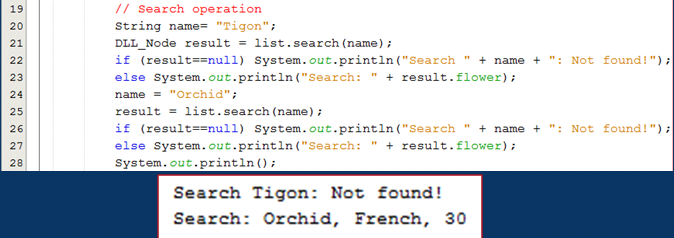 19 // Search operation
20 String name= "Tigon";
21 DLL_Node result = list.search(name);
22 if (result==null) System.out.println("Search " + name + ": Not found!");
23 else System.out.println("Search: " + result.flower);
24 name = "Orchid";
25 result = list.search(name);
26 if (result==null) System.out.println("Search " + name + ": Not found!");
27 else System.out.println("Search: " + result.flower);
28 System.out.println();
Search Tigon: Not found!
Search: Orchid, French, 30